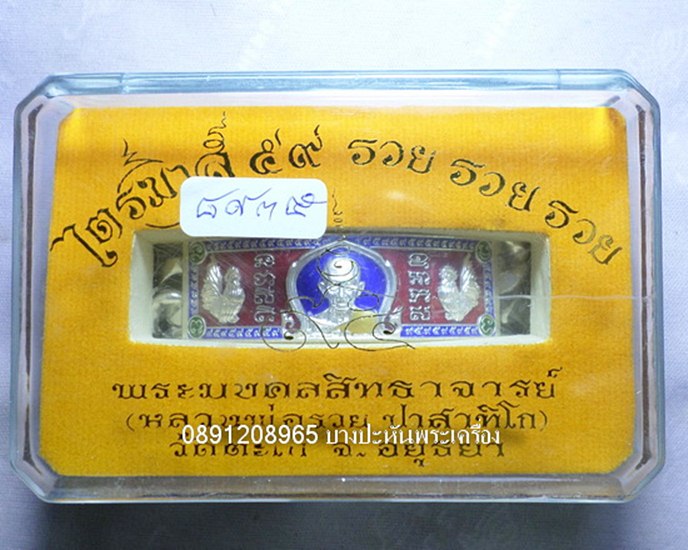 ไตรมาส ๕๙ รวย รวย รวย
๘๙๓๕
พระมงคลสิทธาจารย์
(หลวงพ่อรวย ปาสาทิโก)
0891208965 บางปะหันพระเครื่อง
วัดตะโก จ. อยุธยา